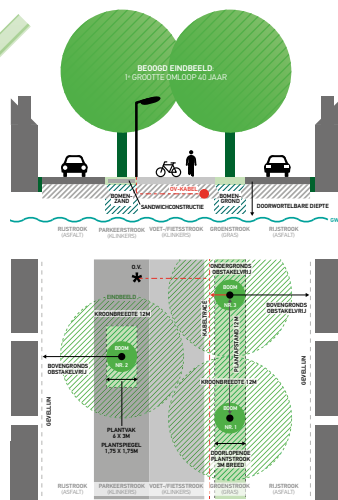 BEOOGD EINDBEELD:
1e GROOTTE OMLOOP 40 JAAR
OV-KABEL
BOMEN-
ZAND
SANDWICHCONSTRUCTIE
BOMEN-
GROND
DOORWORTELBARE DIEPTE
GW
RIJSTROOK
(ASFALT)
PARKEERSTROOK
(KLINKERS)
VOET-/FIETSSTROOK
(KLINKERS)
GROENSTROOK
(GRAS)
RIJSTROOK
(ASFALT)
O.V.
ONDERGRONDS
OBSTAKELVRIJ
EINDBEELD
KROONBREEDTE 12M
BOOM
NR. 3
BOVENGRONDS
OBSTAKELVRIJ
KABELTRACE
PLANTAFSTAND 12M
BOOM
NR. 2
BOVENGRONDS
OBSTAKELVRIJ
GEVELLIJN
GEVELLIJN
KROONBREEDTE 12M
PLANTVAK
6 X 3M
PLANTSPIEGEL
1,75 X 1,75M
BOOM
NR. 1
DOORLOPENDE
PLANTSTROOK
3M BREED
RIJSTROOK
(ASFALT)
PARKEERSTROOK
(KLINKERS)
VOET-/FIETSSTROOK
(KLINKERS)
GROENSTROOK
(GRAS)
RIJSTROOK
(ASFALT)